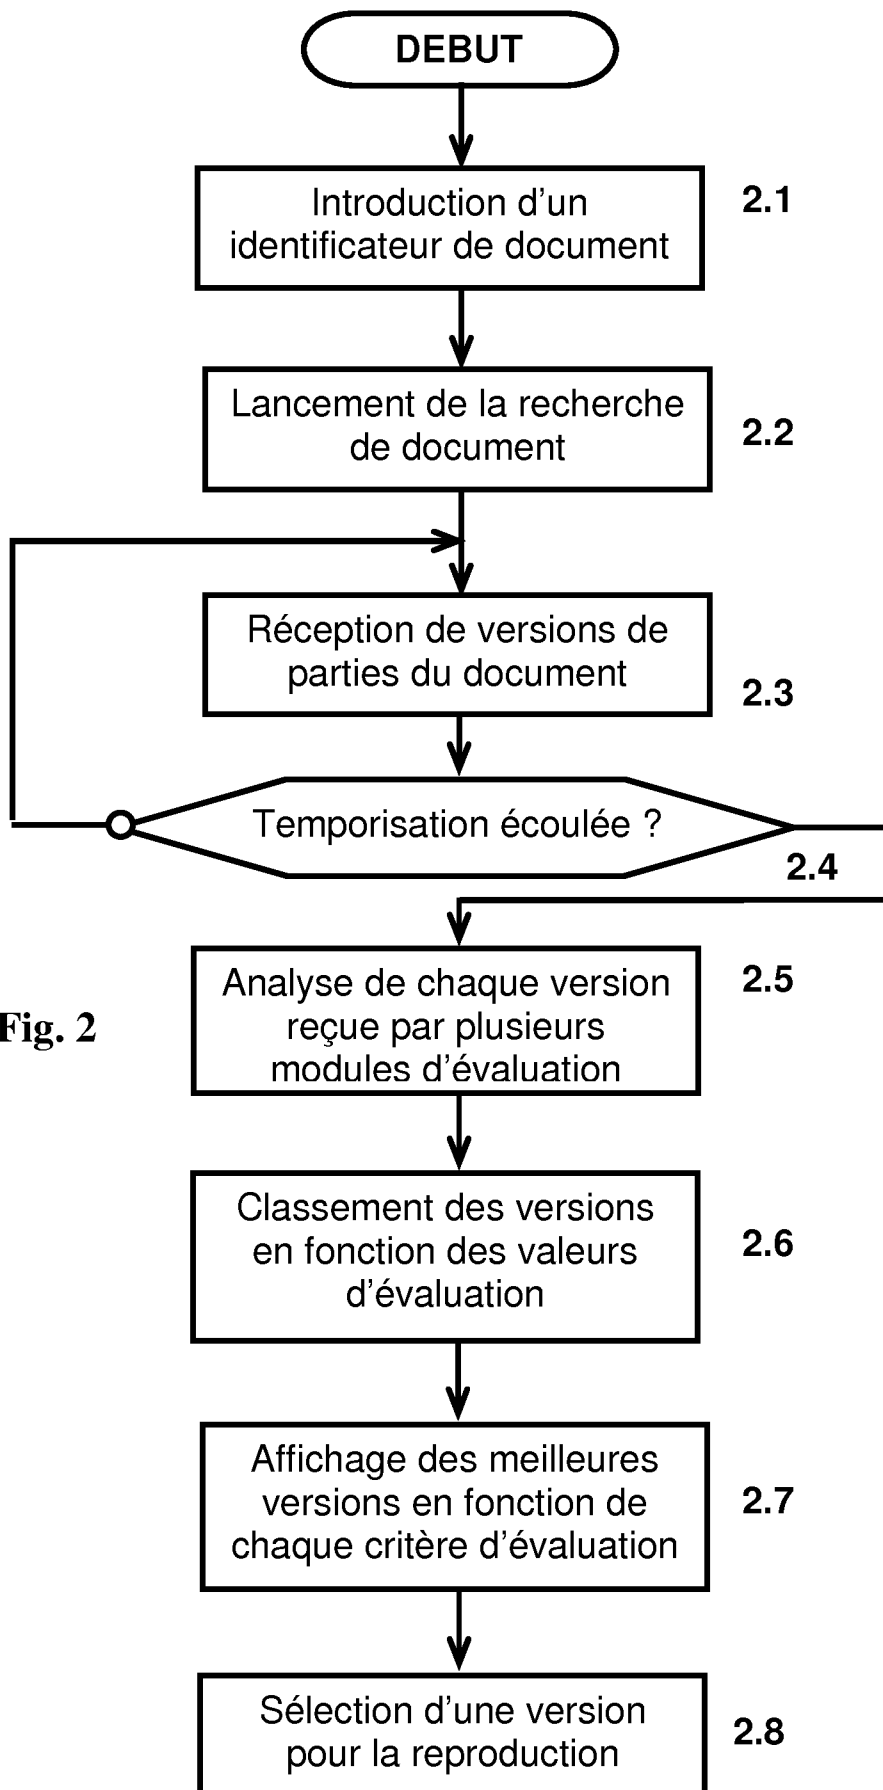 DEBUT
Introduction d'un
identificateur de document
2.1
Lancement de la recherche
de document
2.2
Réception de versions de
parties du document
2.3
Temporisation écoulée ?
2.4
Analyse de chaque version
reçue par plusieurs
modules d'évaluation
2.5
Fig. 2
Classement des versions
en fonction des valeurs
d'évaluation
2.6
Affichage des meilleures
versions en fonction de
chaque critère d'évaluation
2.7
Sélection d'une version
pour la reproduction
2.8